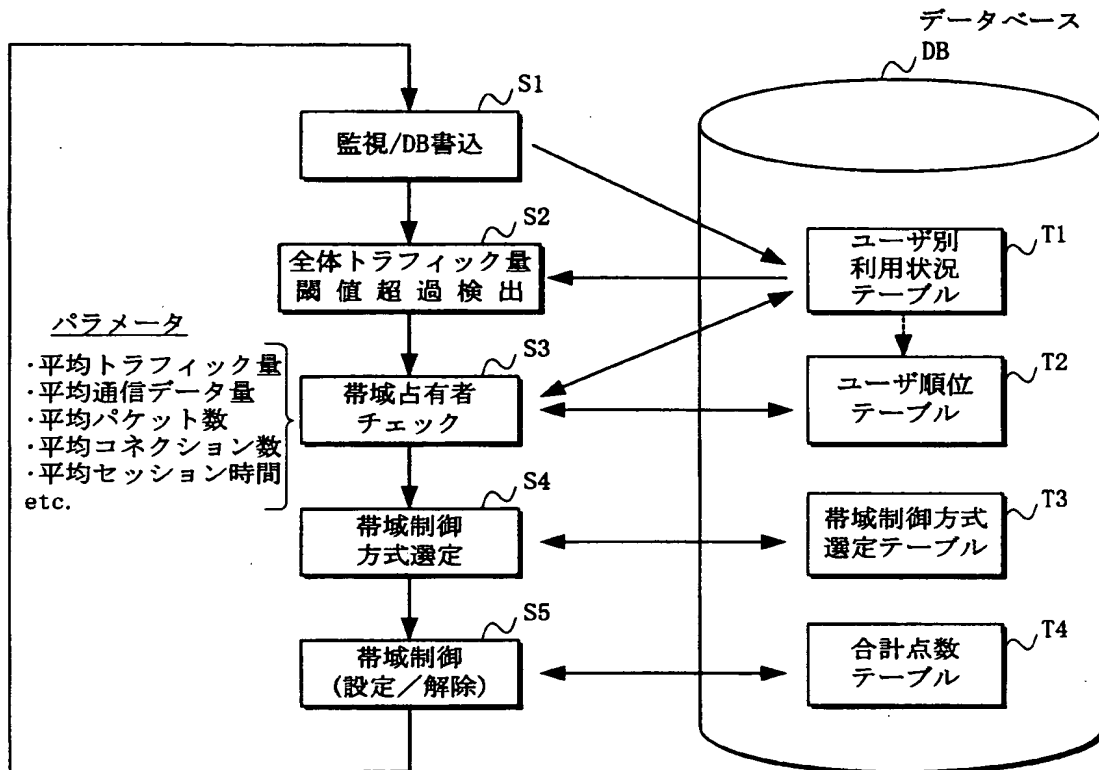 データベース
DB
S1
監視/DB書込
S2
全体トラフィック量
閾値超過検出
T1
ユーザ別
利用状況
テーブル
パラメータ
・平均トラフィック量
・平均通信データ量
・平均パケット数
・平均コネクション数
・平均セッション時間
etc.
S3
帯域占有者
チェック
T2
ユーザ順位
テーブル
S4
帯域制御
方式選定
T3
帯域制御方式
選定テーブル
S5
帯域制御
(設定／解除)
T4
合計点数
テーブル